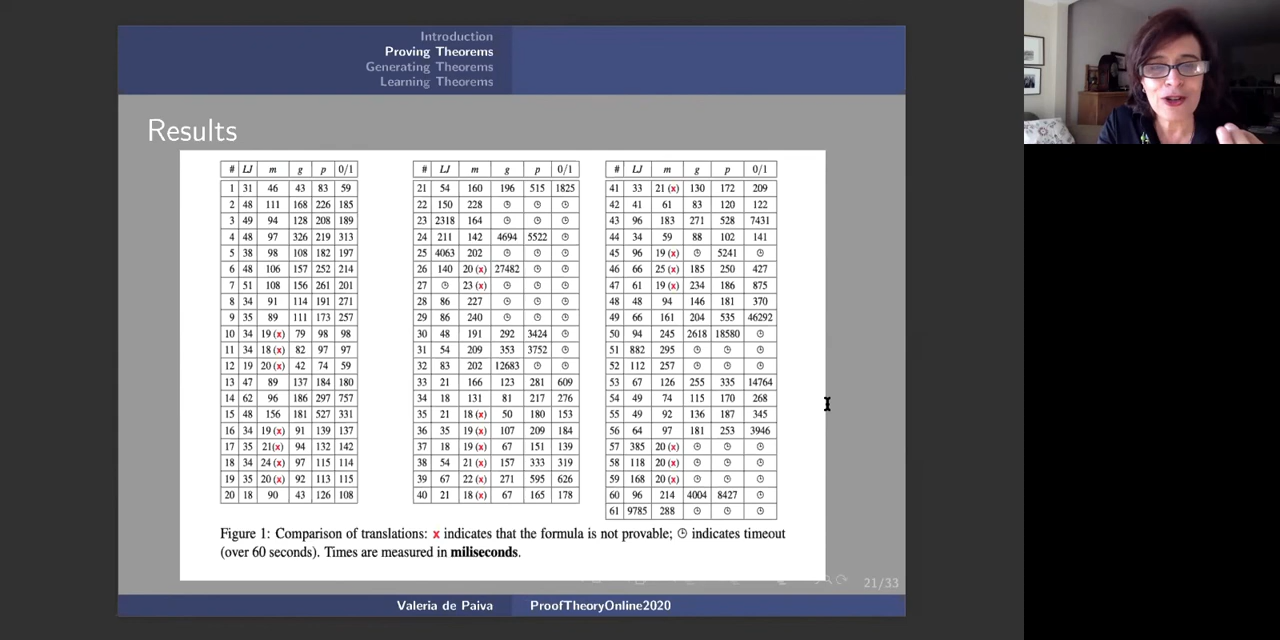 Introduction
Proving Theorems
Generating Theorems
Learning Theorems
Results
# LJ m g p 0/1
1 31 46 43 83 59
2 48 111 168 226 185
3 49 94 128 208 189
4 48 97 326 219 313
5 38 98 108 182 197
6 48 106 157 252 214
7 51 108 156 261 201
8 34 91 114 191 271
9 35 89 111 173 257
10 34 19 (x) 79 98 98
11 34 18 (x) 82 97 97
12 19 20 (x) 42 74 59
13 47 89 137 184 180
14 62 96 186 297 757
15 48 156 181 527 331
16 34 19 (x) 91 139 137
17 35 21(x) 94 132 142
18 34 24 (x) 97 115 114
19 35 20 (x) 92 113 115
20 18 90 43 126 108
# LJ m g p 0/1
21 54 160 196 515 1825
22 150 228 🕒 🕒 🕒
23 2318 164 🕒 🕒 🕒
24 211 142 4694 5522 🕒
25 4063 202 🕒 🕒 🕒
26 140 20 (x) 27482 🕒 🕒
27 🕒 23 (x) 🕒 🕒 🕒
28 86 227 🕒 🕒 🕒
29 86 240 🕒 🕒 🕒
30 48 191 292 3424 🕒
31 54 209 353 3752 🕒
32 83 202 12683 🕒 🕒
33 21 166 123 281 609
34 18 131 81 217 276
35 21 18 (x) 50 180 153
36 35 19 (x) 107 209 184
37 18 19 (x) 67 151 139
38 54 21 (x) 157 333 319
39 67 22 (x) 271 595 626
40 21 18 (x) 67 165 178
# LJ m g p 0/1
41 33 21 (x) 130 172 209
42 41 61 83 120 122
43 96 183 271 528 7431
44 34 59 88 102 141
45 96 19 (x) 🕒 5241 🕒
46 66 25 (x) 185 250 427
47 61 19 (x) 234 186 875
48 48 94 146 181 370
49 66 161 204 535 46292
50 94 245 2618 18580 🕒
51 882 295 🕒 🕒 🕒
52 112 257 🕒 🕒 🕒
53 67 126 255 335 14764
54 49 74 115 170 268
55 49 92 136 187 345
56 64 97 181 253 3946
57 385 20 (x) 🕒 🕒 🕒
58 118 20 (x) 🕒 🕒 🕒
59 168 20 (x) 🕒 🕒 🕒
60 96 214 4004 8427 🕒
61 9785 288 🕒 🕒 🕒
Figure 1: Comparison of translations: x indicates that the formula is not provable; 🕒 indicates timeout
(over 60 seconds). Times are measured in miliseconds.
21/33
Valeria de Paiva ProofTheoryOnline2020